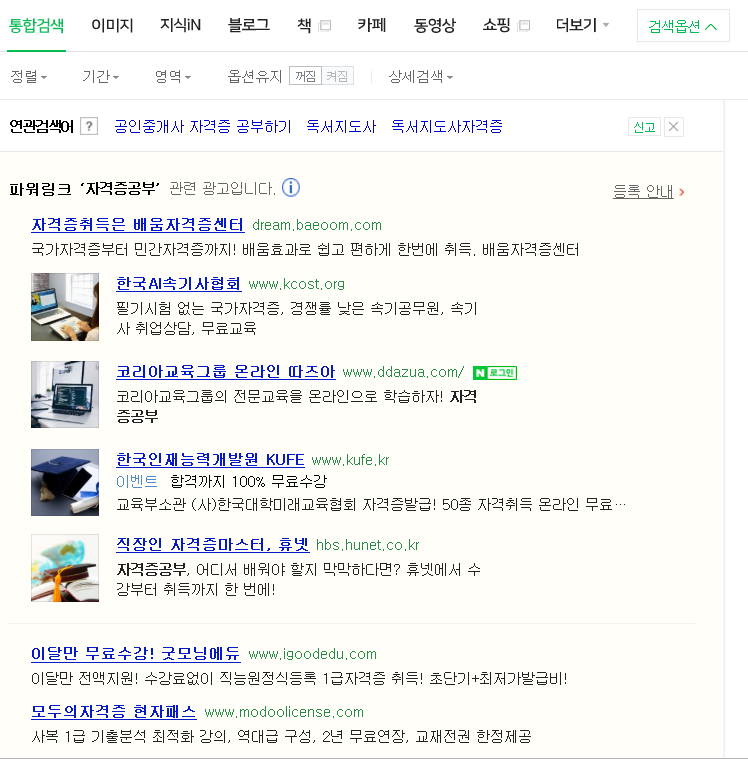 통합검색 이미지 지식iN 블로그 책 카페 동영상 쇼핑 더보기 검색옵션
정렬 기간 영역 옵션유지 꺼짐 켜짐 상세검색
연관검색어 ? 공인중개사 자격증 공부하기 독서지도사 독서지도사자격증 신고
파워링크 '자격증공부' 관련 광고입니다. 등록 안내
자격증취득은 배움자격증센터 dream.baeoom.com
국가자격증부터 민간자격증까지! 배움효과로 쉽고 편하게 한번에 취득, 배움자격증센터
한국AI속기사협회 www.kcost.org
필기시험 없는 국가자격증, 경쟁률 낮은 속기공무원, 속기
사 취업상담, 무료교육
코리아교육그룹 온라인 따즈아 www.ddazua.com/ N 로그인
코리아교육그룹의 전문교육을 온라인으로 학습하자! 자격
증공부
한국인재능력개발원 KUFE www.kufe.kr
이벤트 합격까지 100% 무료수강
교육부소관 (사)한국대학미래교육협회 자격증발급! 50종 자격취득 온라인 무료…
직장인 자격증마스터, 휴넷 hbs.hunet.co.kr
자격증공부, 어디서 배워야 할지 막막하다면? 휴넷에서 수
강부터 취득까지 한 번에!
이달만 무료수강! 굿모닝에듀 www.igoodedu.com
이달만 전액지원! 수강료없이 직능원정식등록 1급자격증 취득! 초단기+최저가발급비!
모두의자격증 현자패스 www.modoolicense.com
사복 1급 기출분석 최적화 강의, 역대급 구성, 2년 무료연장, 교재전권 한정제공